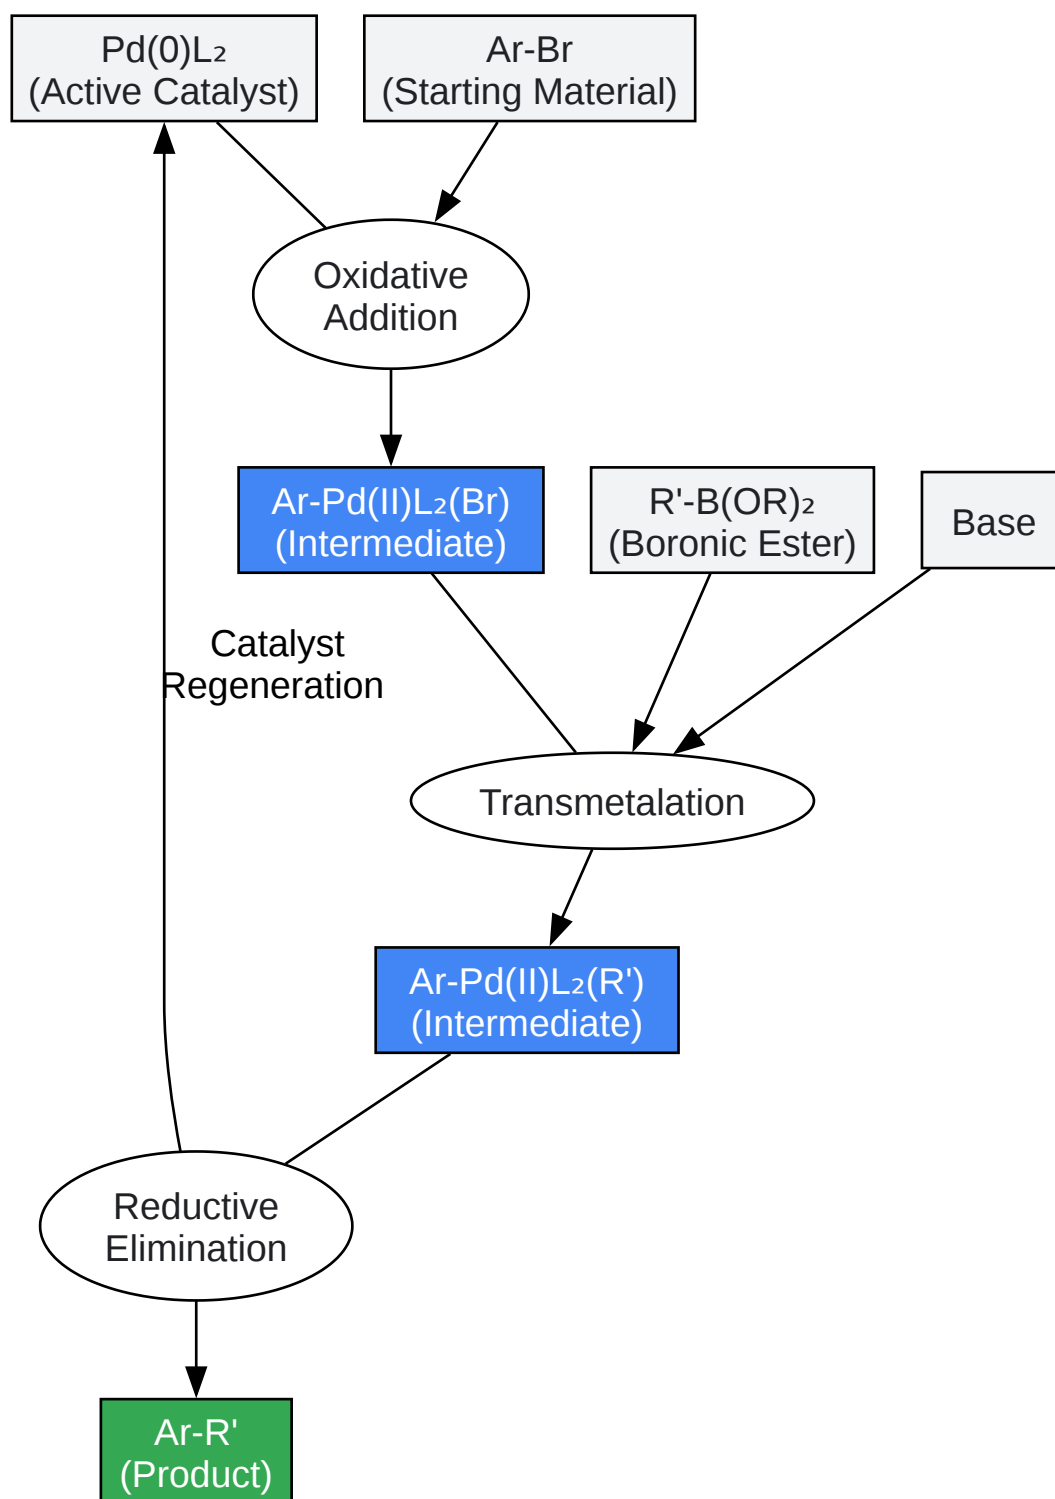 Pd(0)L₂
(Active Catalyst)
Ar-Br
(Starting Material)
Oxidative
Addition
Ar-Pd(II)L₂(Br)
(Intermediate)
R'-B(OR)₂
(Boronic Ester)
Base
Catalyst
Regeneration
Transmetalation
Ar-Pd(II)L₂(R')
(Intermediate)
Reductive
Elimination
Ar-R'
(Product)